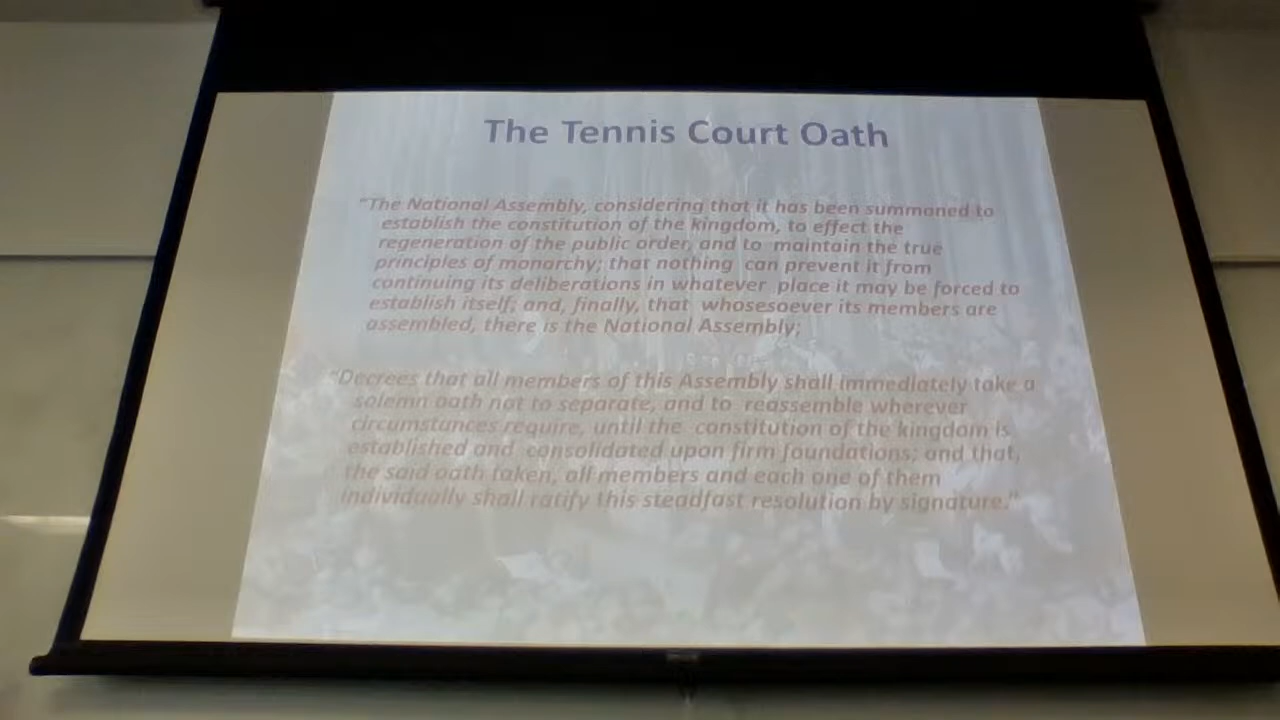 The Tennis Court Oath
"The National Assembly, considering that it has been summoned to
establish the constitution of the kingdom, to effect the
regeneration of the public order, and to maintain the true
principles of monarchy; that nothing can prevent it from
continuing its deliberations in whatever place it may be forced to
establish itself; and, finally, that whosesoever its members are
assembled, there is the National Assembly;
"Decrees that all members of this Assembly shall immediately take a
solemn oath not to separate, and to reassemble wherever
circumstances require, until the constitution of the kingdom is
established and consolidated upon firm foundations; and that,
the said oath taken, all members and each one of them
individually shall ratify this steadfast resolution by signature."